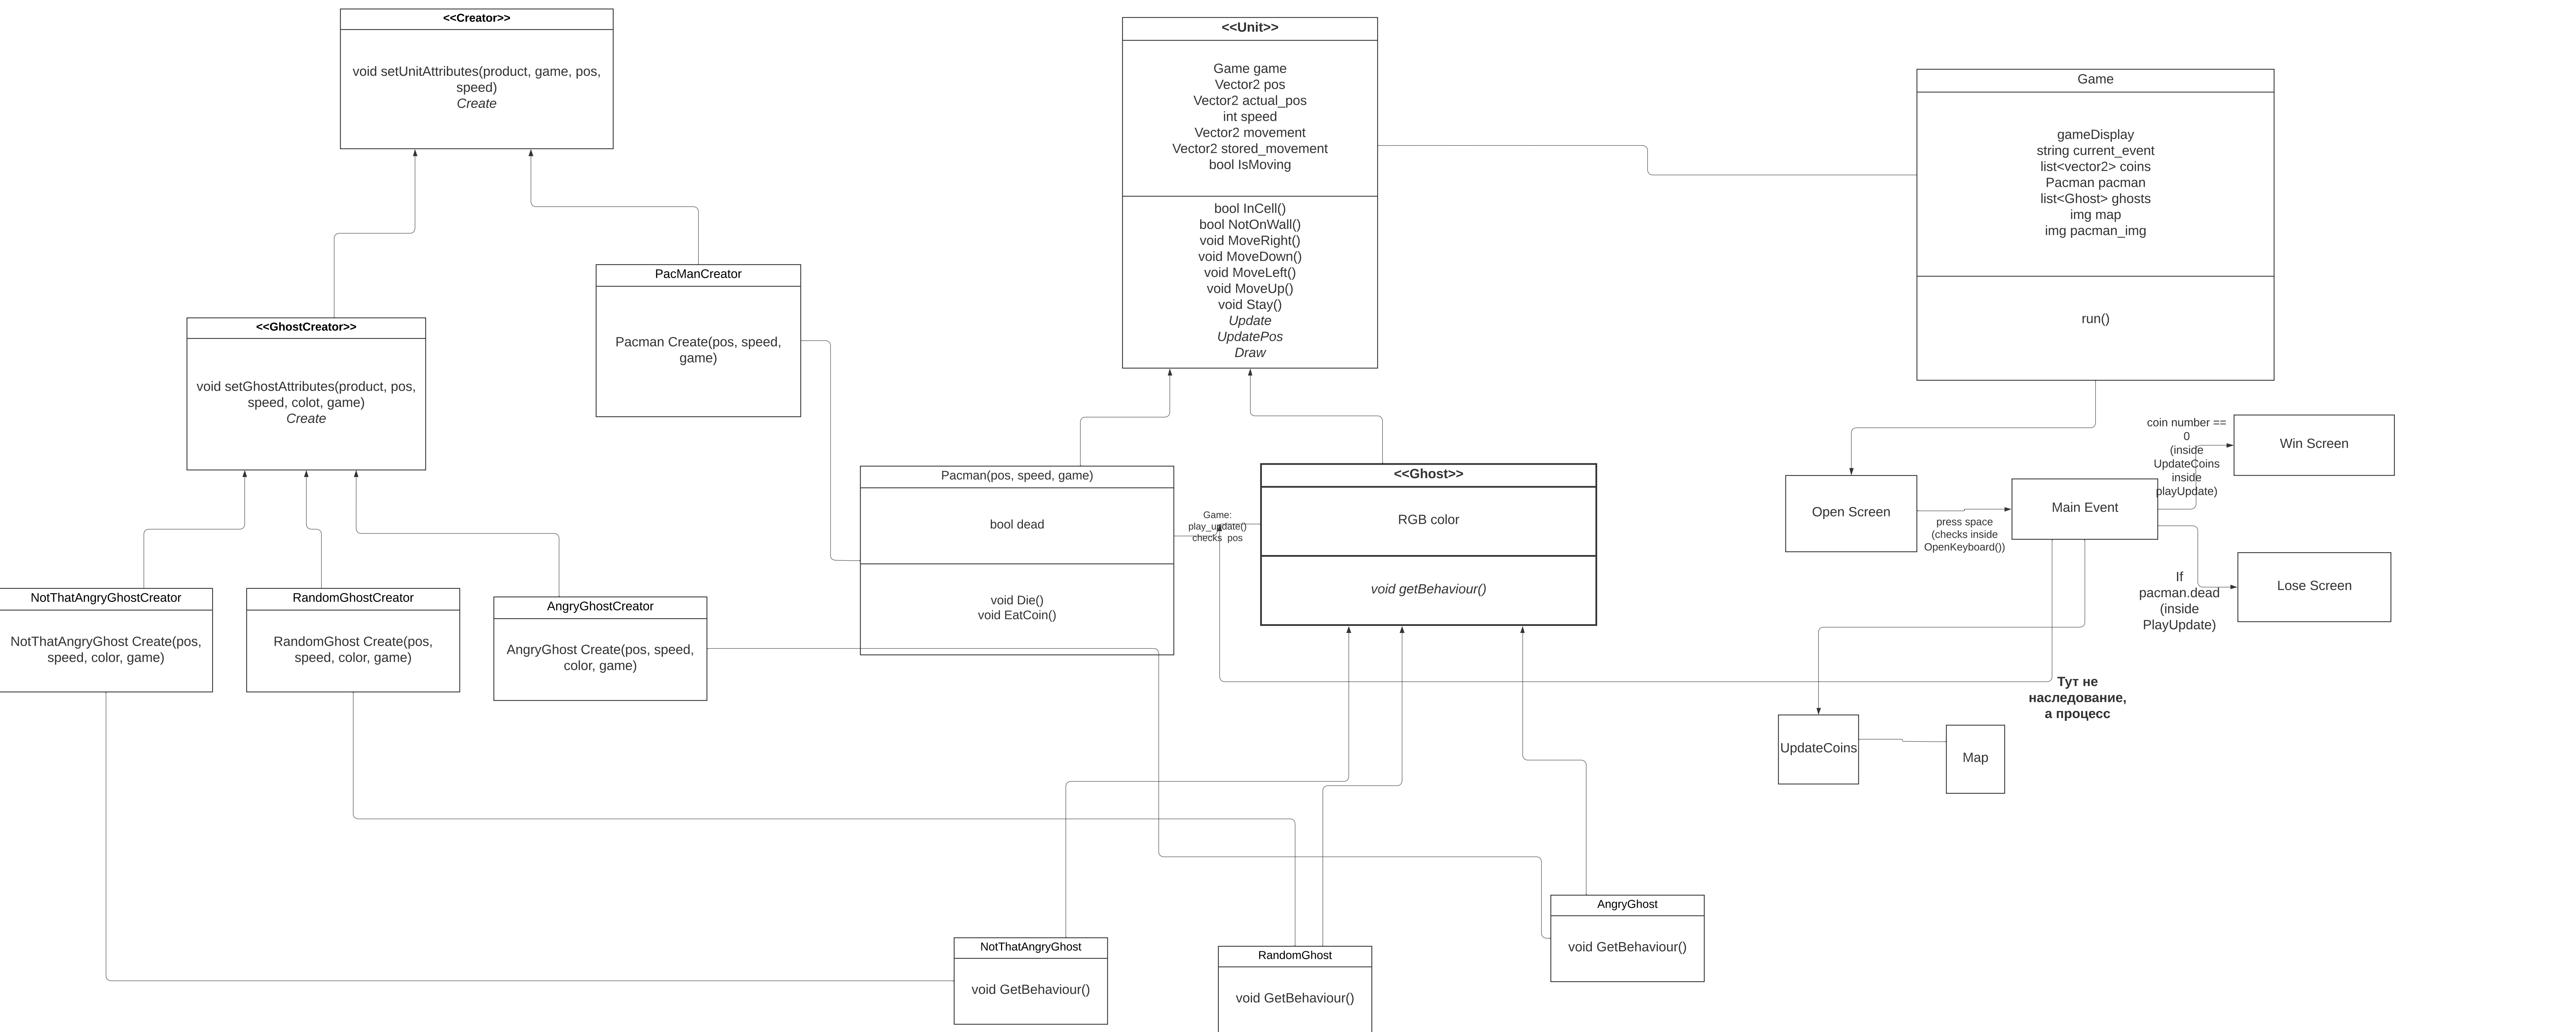 <<Creator>>
void setUnitAttributes(product, game, pos,
speed)
Create
<<Unit>>
Game game
Vector2 pos
Vector2 actual_pos
int speed
Vector2 movement
Vector2 stored_movement
bool IsMoving
bool InCell()
bool NotOnWall()
void MoveRight()
void MoveDown()
void MoveLeft()
void MoveUp()
void Stay()
Update
UpdatePos
Draw
Game
gameDisplay
string current_event
list<vector2> coins
Pacman pacman
list<Ghost> ghosts
img map
img pacman_img
run()
PacManCreator
Pacman Create(pos, speed,
game)
<<GhostCreator>>
void setGhostAttributes(product, pos,
speed, colot, game)
Create
Pacman(pos, speed, game)
bool dead
void Die()
void EatCoin()
Game:
play_update()
checks pos
<<Ghost>>
RGB color
void getBehaviour()
Open Screen
press space
(checks inside
OpenKeyboard())
Main Event
coin number ==
0
(inside
UpdateCoins
inside
playUpdate)
Win Screen
If
pacman.dead
(inside
PlayUpdate)
Lose Screen
NotThatAngryGhostCreator
NotThatAngryGhost Create(pos,
speed, color, game)
RandomGhostCreator
RandomGhost Create(pos,
speed, color, game)
AngryGhostCreator
AngryGhost Create(pos, speed,
color, game)
Тут не
наследование,
а процесс
UpdateCoins
Map
NotThatAngryGhost
void GetBehaviour()
RandomGhost
void GetBehaviour()
AngryGhost
void GetBehaviour()